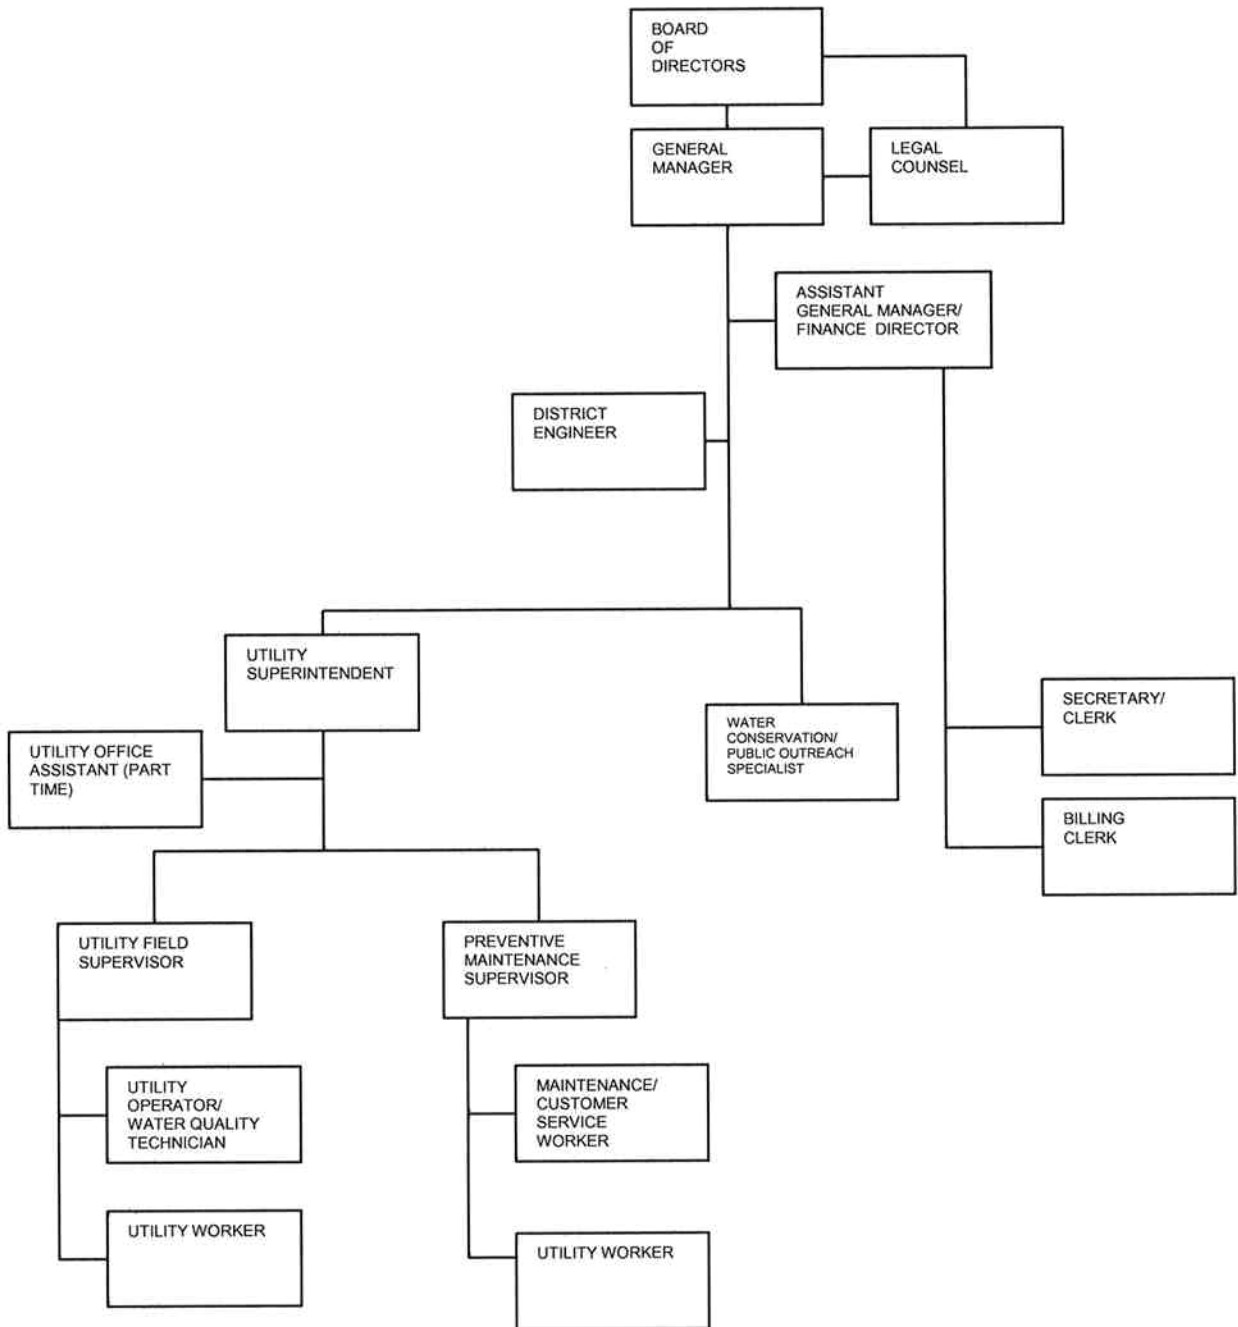 BOARD
OF
DIRECTORS
GENERAL
MANAGER
LEGAL
COUNSEL
ASSISTANT
GENERAL MANAGER/
FINANCE DIRECTOR
DISTRICT
ENGINEER
UTILITY
SUPERINTENDENT
WATER
CONSERVATION/
PUBLIC OUTREACH
SPECIALIST
SECRETARY/
CLERK
UTILITY OFFICE
ASSISTANT (PART
TIME)
BILLING
CLERK
UTILITY FIELD
SUPERVISOR
PREVENTIVE
MAINTENANCE
SUPERVISOR
UTILITY
OPERATOR/
WATER QUALITY
TECHNICIAN
MAINTENANCE/
CUSTOMER
SERVICE
WORKER
UTILITY WORKER
UTILITY WORKER